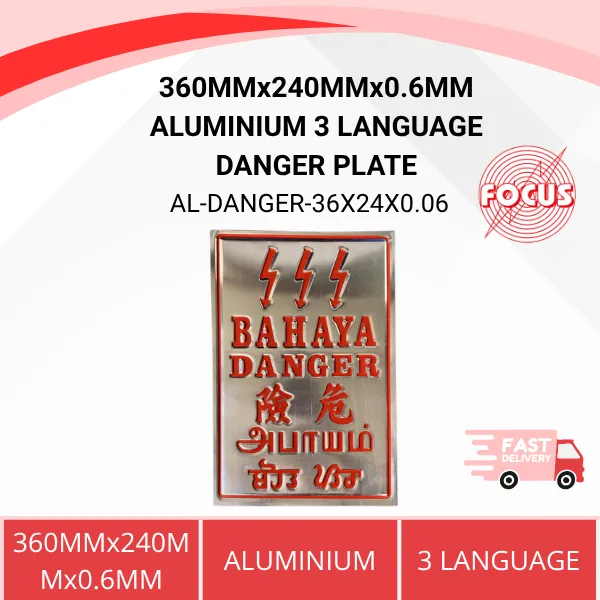 360MMx240MMx0.6MM
ALUMINIUM 3 LANGUAGE
DANGER PLATE
AL-DANGER-36X24X0.06
FOCUS
BAHAYA
DANGER
險 危
அபாயம்
FAST
DELIVERY
360MMx240M
Mx0.6MM
ALUMINIUM
3 LANGUAGE